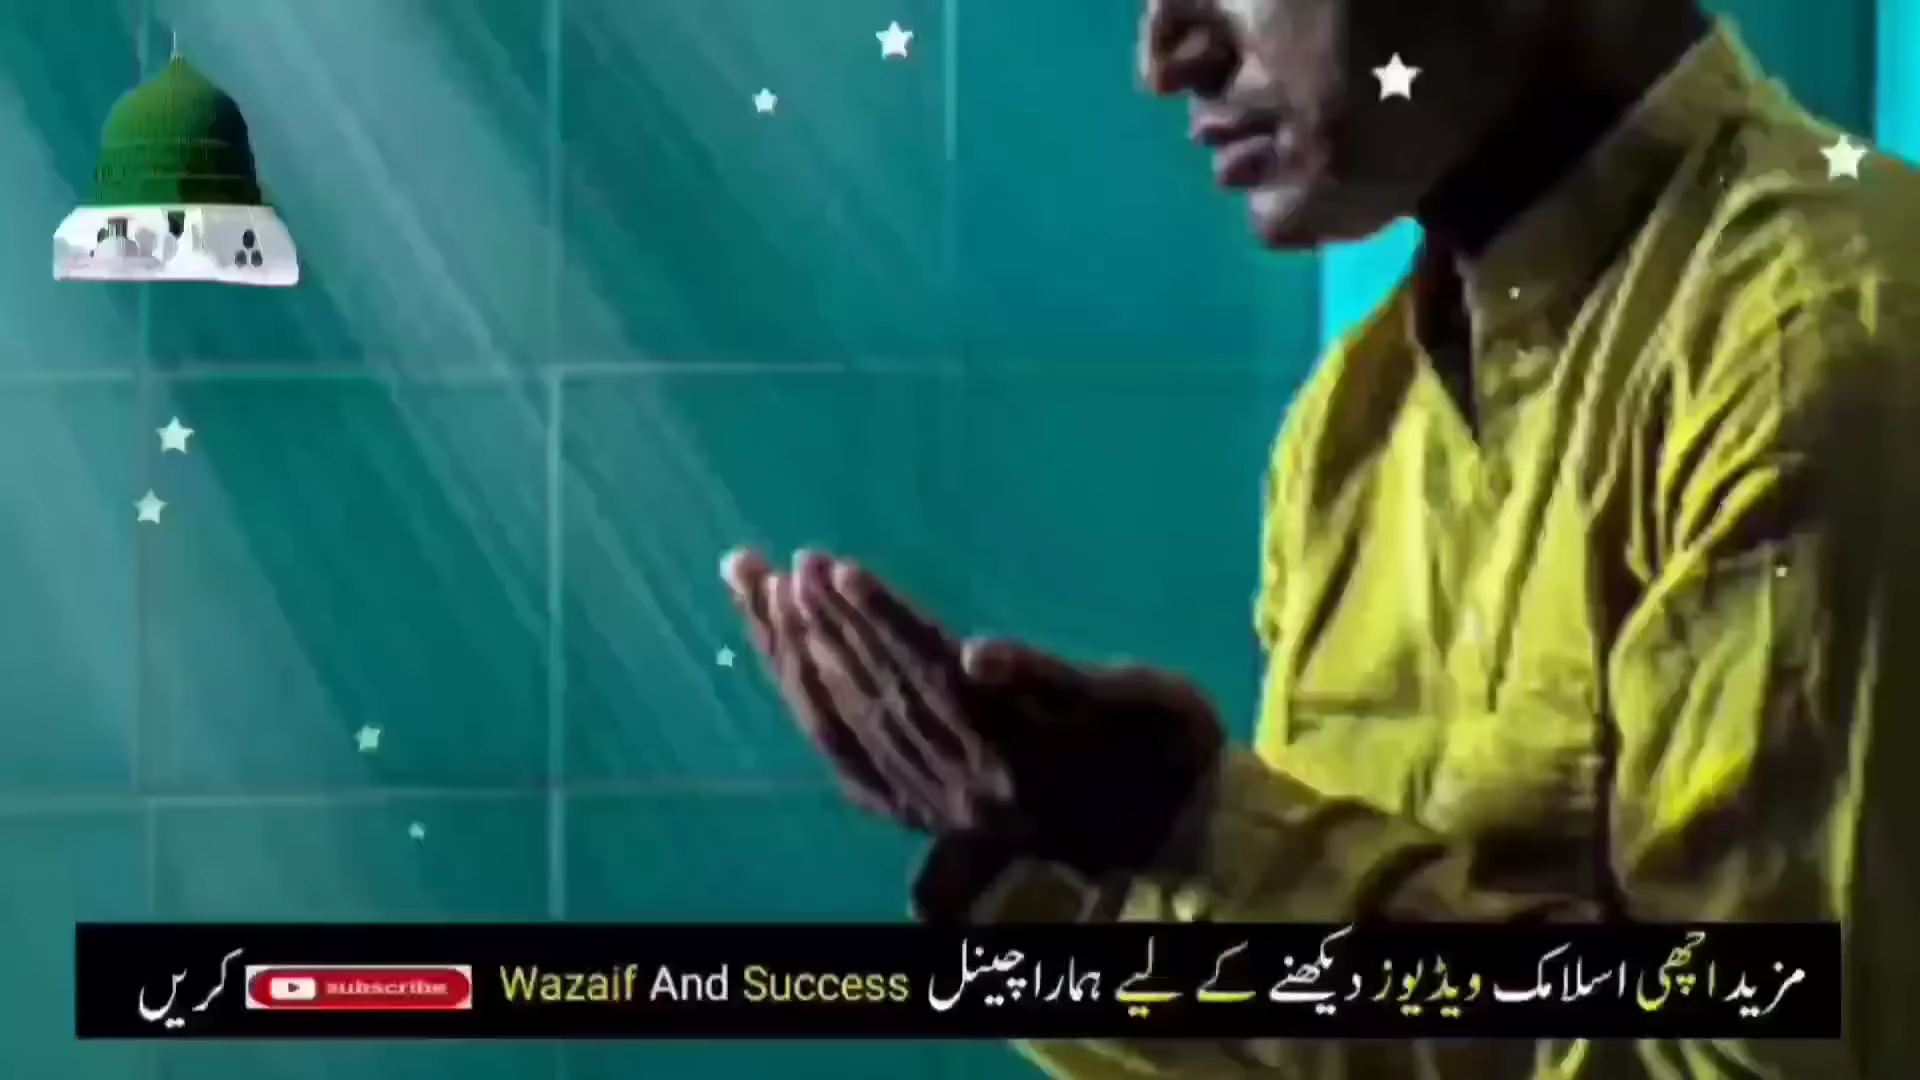 مزید اچھی اسلامک ویڈیوز دیکھنے کے لیے ہمارا چینل Wazaif And Success subscribe کریں